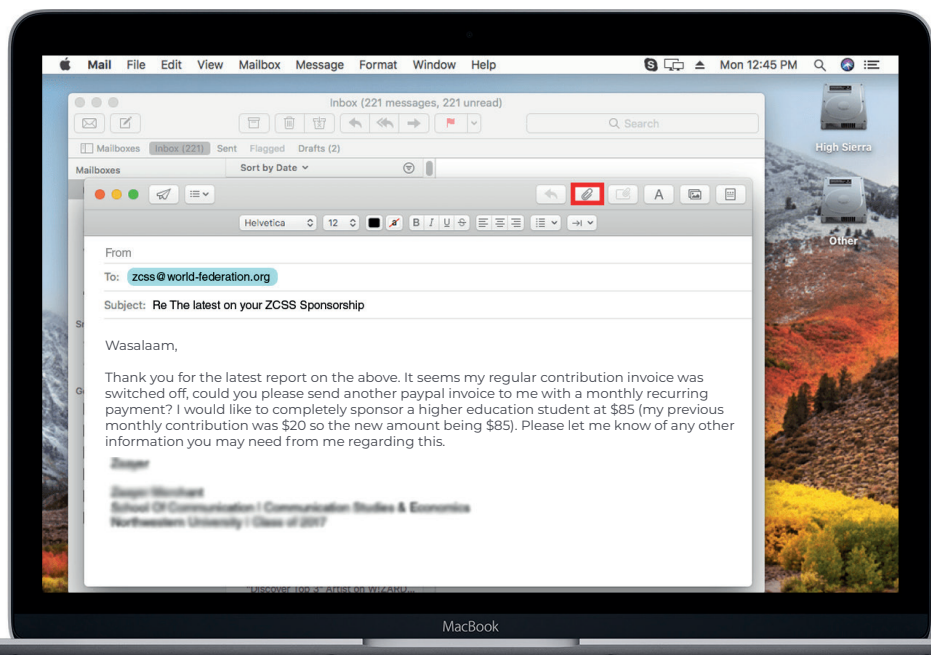 Mail File Edit View Mailbox Message Format Window Help Mon 12:45 PM
Inbox (221 messages, 221 unread)
Search
Mailboxes Inbox (221) Sent Flagged Drafts (2)
High Sierra
Mailboxes Sort by Date
Helvetica 12 B I U S
Other
From
To: zcss@world-federation.org
Subject: Re The latest on your ZCSS Sponsorship
Wasalaam,
Thank you for the latest report on the above. It seems my regular contribution invoice was
switched off, could you please send another paypal invoice to me with a monthly recurring
payment? I would like to completely sponsor a higher education student at $85 (my previous
monthly contribution was $20 so the new amount being $85). Please let me know of any other
information you may need from me regarding this.
MacBook